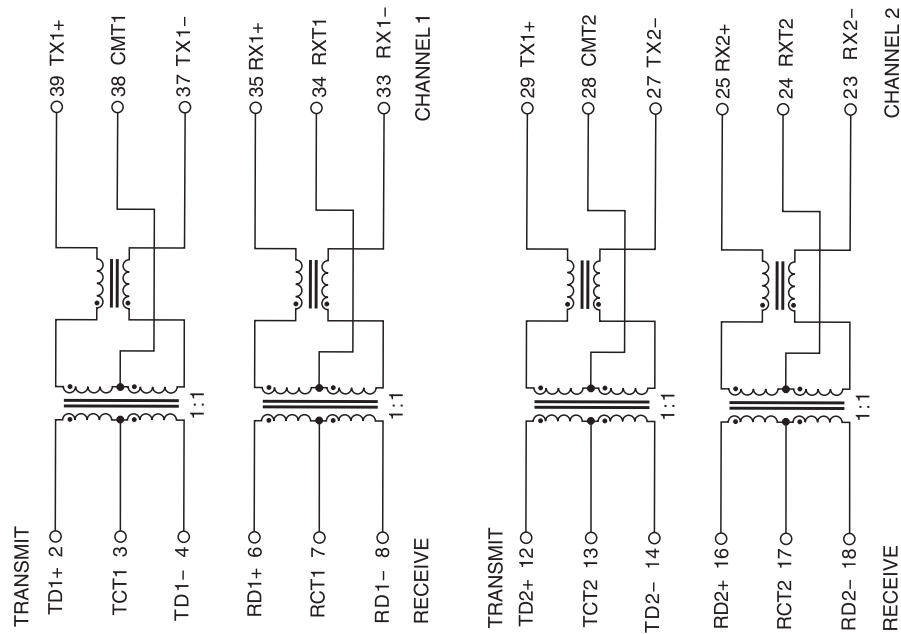 39 TX1+
38 CMT1
37 TX1−
35 RX1+
34 RXT1
33 RX1−
CHANNEL 1
29 TX1+
28 CMT2
27 TX2−
25 RX2+
24 RXT2
23 RX2−
CHANNEL 2
1:1
1:1
1:1
1:1
TRANSMIT
TD1+ 2
TCT1 3
TD1− 4
RD1+ 6
RCT1 7
RD1− 8
RECEIVE
TRANSMIT
TD2+ 12
TCT2 13
TD2− 14
RD2+ 16
RCT2 17
RD2− 18
RECEIVE